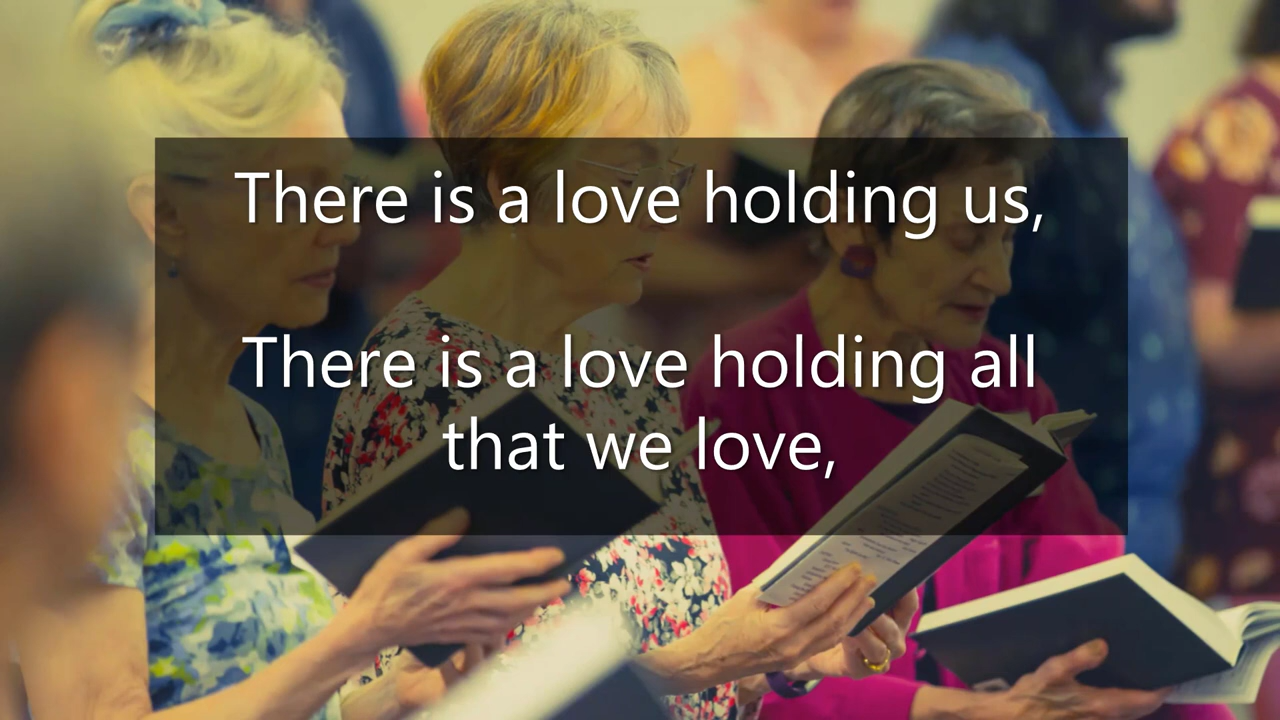 There is a love holding us,
There is a love holding all
that we love,